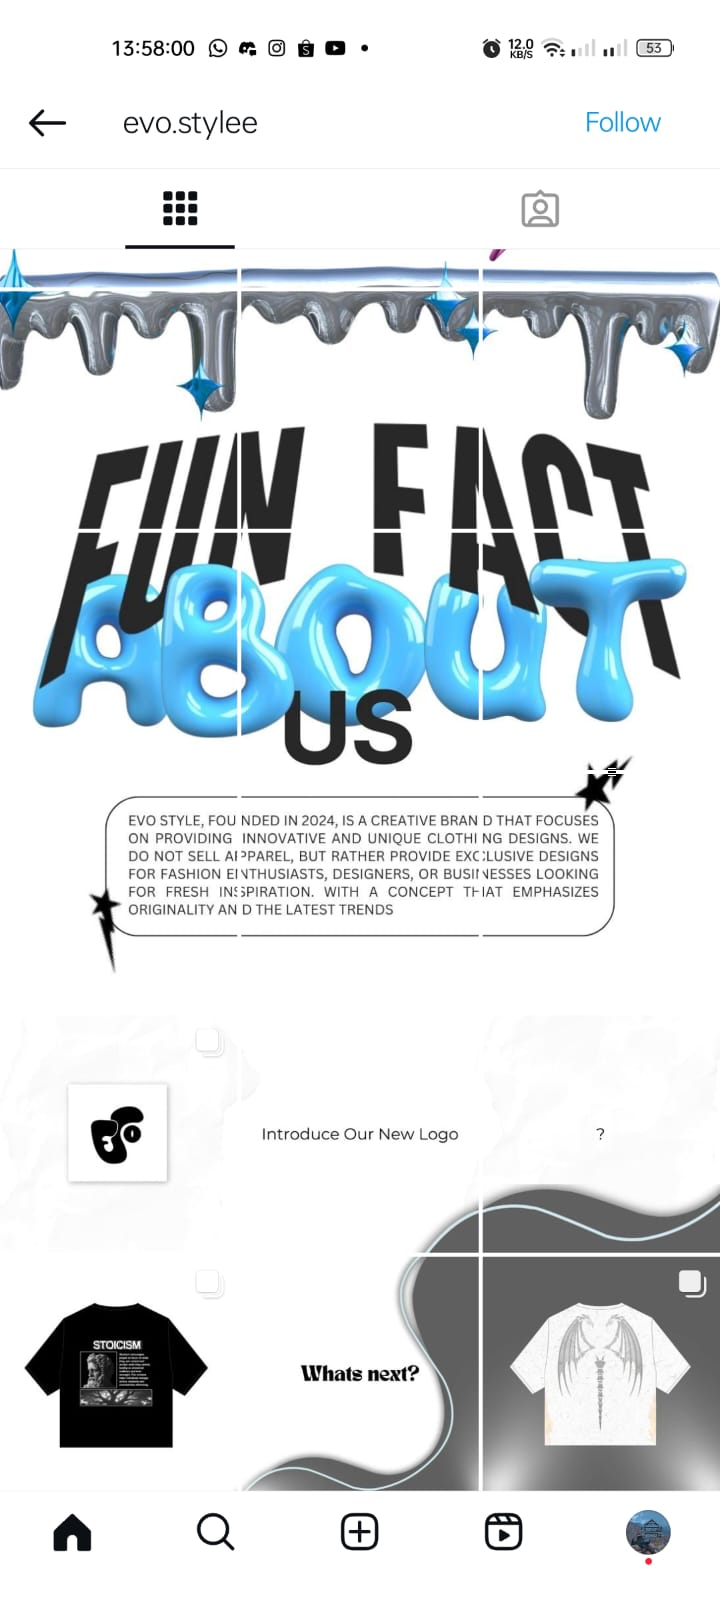 13:58:00
12.0
KB/S
53
evo.stylee
Follow
FUN FACT
ABOUT
US
EVO STYLE, FOUNDED IN 2024, IS A CREATIVE BRAND THAT FOCUSES
ON PROVIDING INNOVATIVE AND UNIQUE CLOTHING DESIGNS. WE
DO NOT SELL APPAREL, BUT RATHER PROVIDE EXCLUSIVE DESIGNS
FOR FASHION ENTHUSIASTS, DESIGNERS, OR BUSINESSES LOOKING
FOR FRESH INSPIRATION. WITH A CONCEPT THAT EMPHASIZES
ORIGINALITY AND THE LATEST TRENDS
EVO
Introduce Our New Logo
?
STOICISM
Whats next?